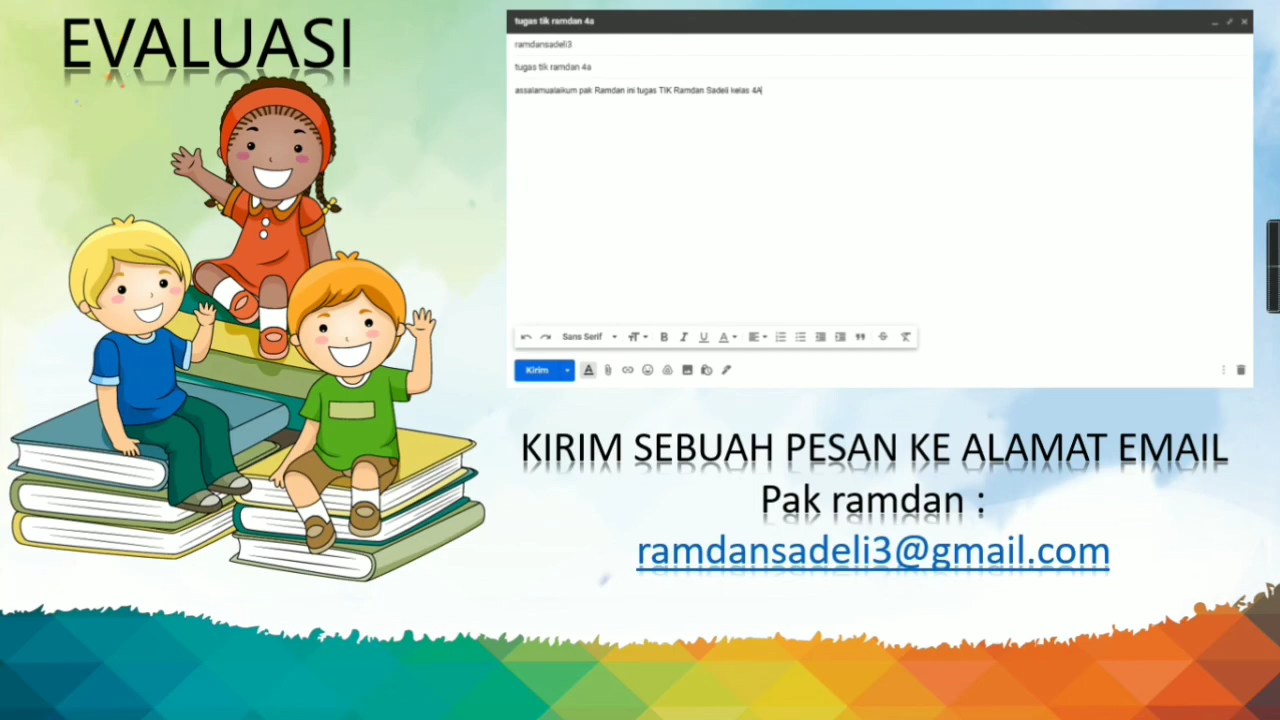 EVALUASI
tugas tik ramdan 4a
ramdansadeli3
tugas tik ramdan 4a
assalamualaikum pak Ramdan ini tugas TIK Ramdan Sadeli kelas 4A
Sans Serif
Kirim
KIRIM SEBUAH PESAN KE ALAMAT EMAIL
Pak ramdan :
ramdansadeli3@gmail.com